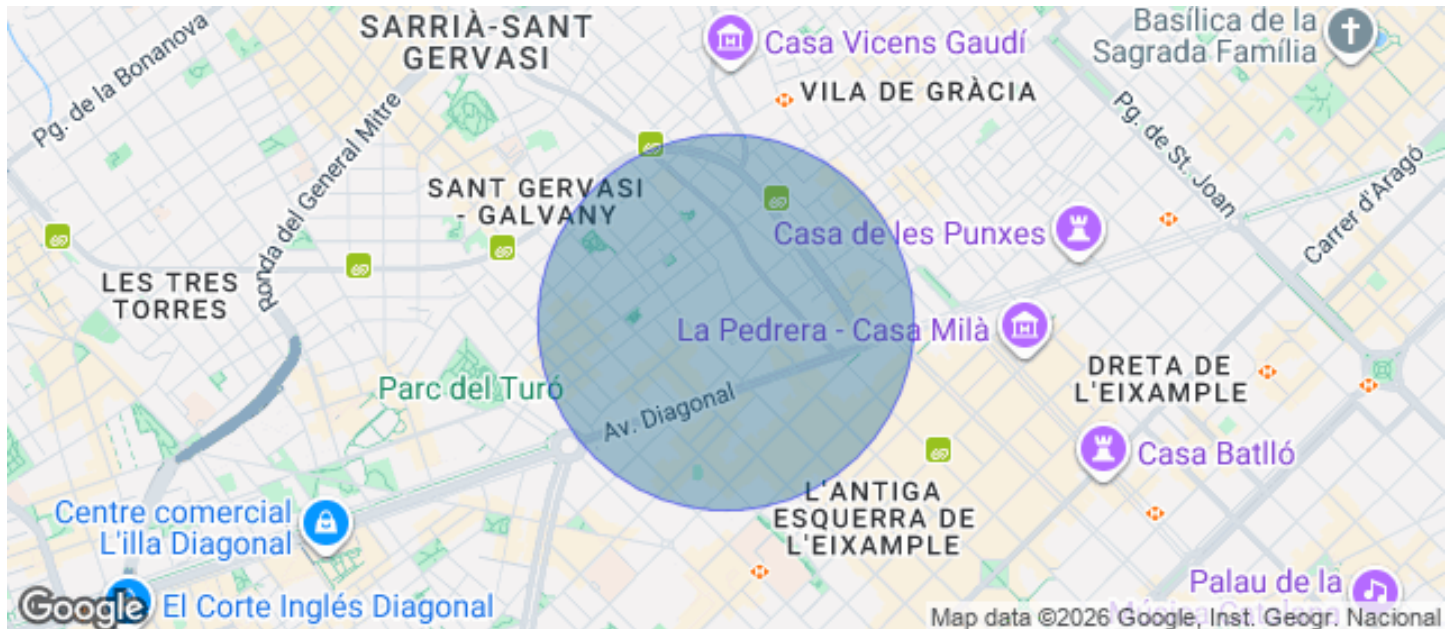 SARRIÀ-SANT
GERVASI
Pg. de la Bonanova
Casa Vicens Gaudí
Basílica de la
Sagrada Família
VILA DE GRÀCIA
Ronda del General Mitre
Pg. de St. Joan
Carrer d'Aragó
SANT GERVASI
- GALVANY
Casa de les Punxes
LES TRES
TORRES
La Pedrera - Casa Milà
DRETA DE
L'EIXAMPLE
Parc del Turó
Av. Diagonal
Casa Batlló
L'ANTIGA
ESQUERRA DE
L'EIXAMPLE
Centre comercial
L'illa Diagonal
Palau de la
Música Catalana
Google
El Corte Inglés Diagonal
Map data ©2026 Google, Inst. Geogr. Nacional